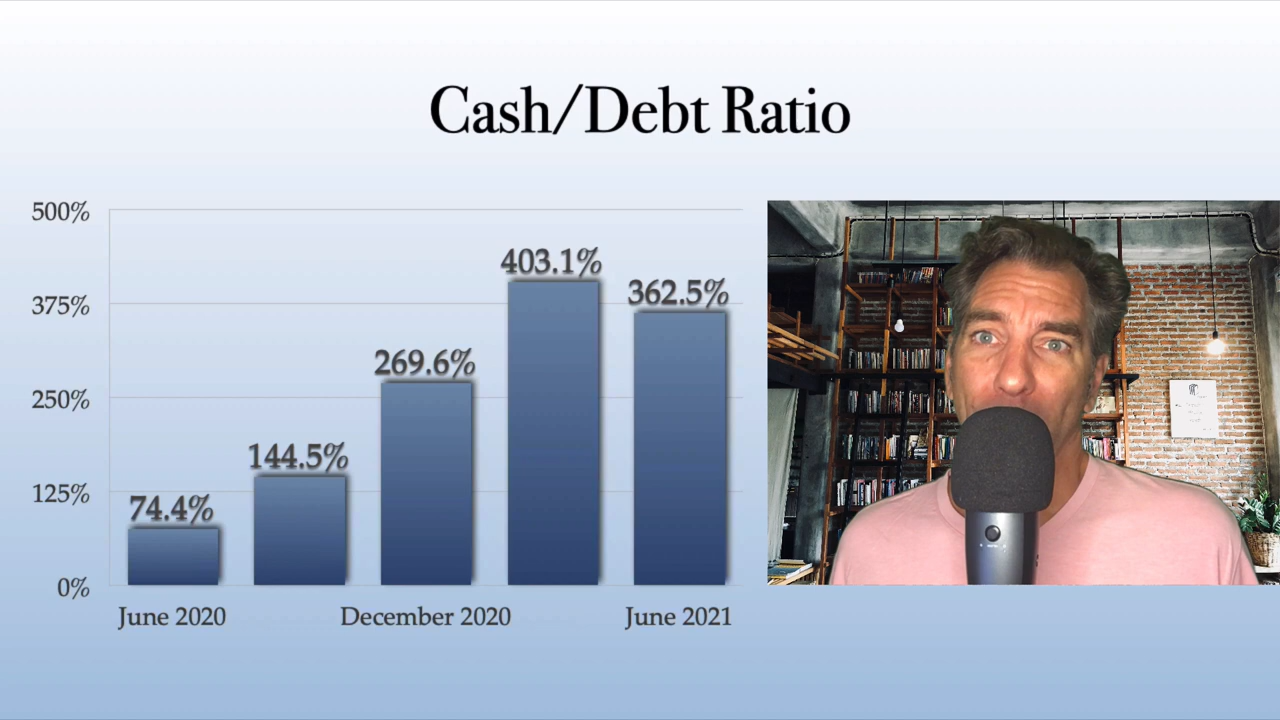 Cash/Debt Ratio
500%
375%
250%
125%
0%
74.4%
144.5%
269.6%
403.1%
362.5%
June 2020
December 2020
June 2021